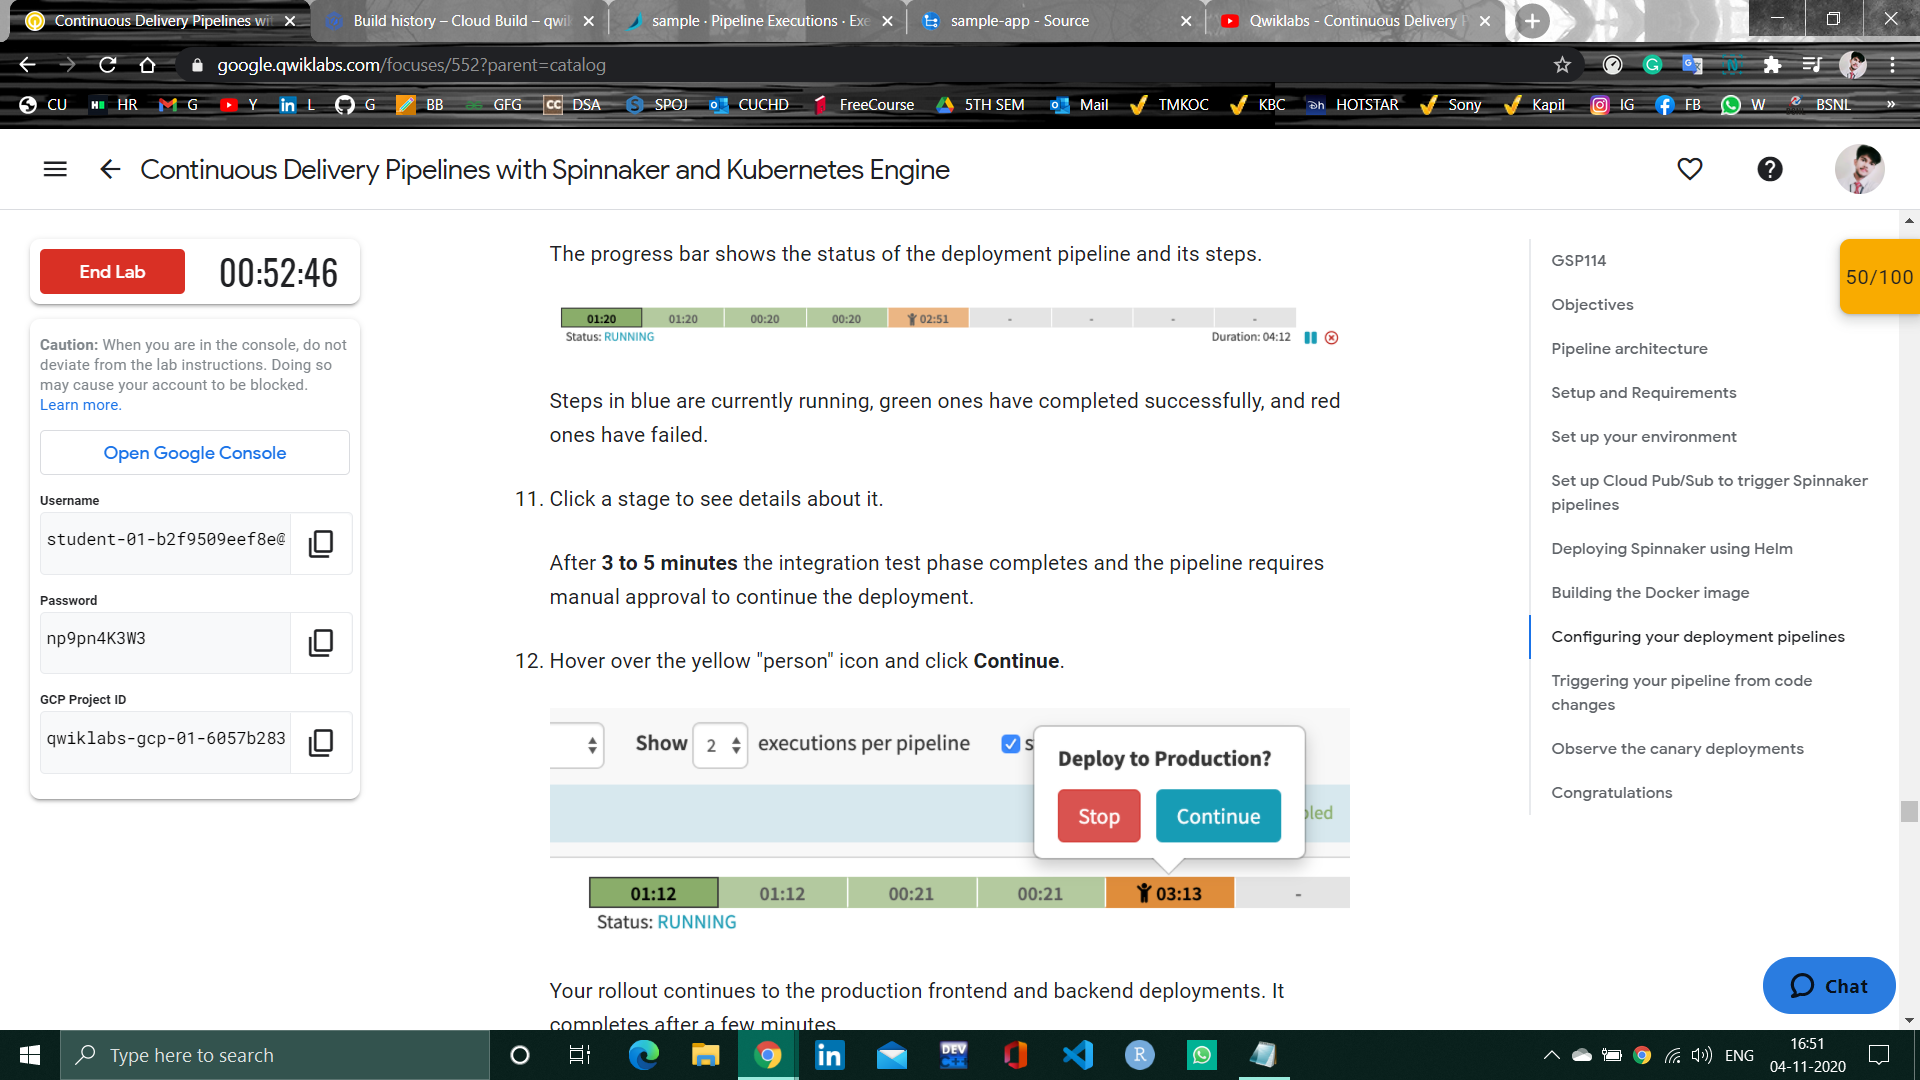 Continuous Delivery Pipelines wit
Build history – Cloud Build – qwi
sample · Pipeline Executions · Exe
sample-app - Source
Qwiklabs - Continuous Delivery P
google.qwiklabs.com/focuses/552?parent=catalog
CU HR G Y L G BB GFG DSA SPOJ CUCHD FreeCourse 5TH SEM Mail TMKOC KBC HOTSTAR Sony Kapil IG FB W BSNL »
Continuous Delivery Pipelines with Spinnaker and Kubernetes Engine
End Lab 00:52:46
Caution: When you are in the console, do not
deviate from the lab instructions. Doing so
may cause your account to be blocked.
Learn more.
Open Google Console
Username
student-01-b2f9509eef8e@
Password
np9pn4K3W3
GCP Project ID
qwiklabs-gcp-01-6057b283
The progress bar shows the status of the deployment pipeline and its steps.
01:20 01:20 00:20 00:20 02:51 - - - -
Status: RUNNING Duration: 04:12
Steps in blue are currently running, green ones have completed successfully, and red
ones have failed.
11. Click a stage to see details about it.
After 3 to 5 minutes the integration test phase completes and the pipeline requires
manual approval to continue the deployment.
12. Hover over the yellow "person" icon and click Continue.
Show 2 executions per pipeline s
Deploy to Production?
Stop Continue
bled
01:12 01:12 00:21 00:21 03:13 -
Status: RUNNING
Your rollout continues to the production frontend and backend deployments. It
completes after a few minutes
GSP114
Objectives
Pipeline architecture
Setup and Requirements
Set up your environment
Set up Cloud Pub/Sub to trigger Spinnaker
pipelines
Deploying Spinnaker using Helm
Building the Docker image
Configuring your deployment pipelines
Triggering your pipeline from code
changes
Observe the canary deployments
Congratulations
50/100
Chat
Type here to search
DEV
R
ENG
16:51
04-11-2020